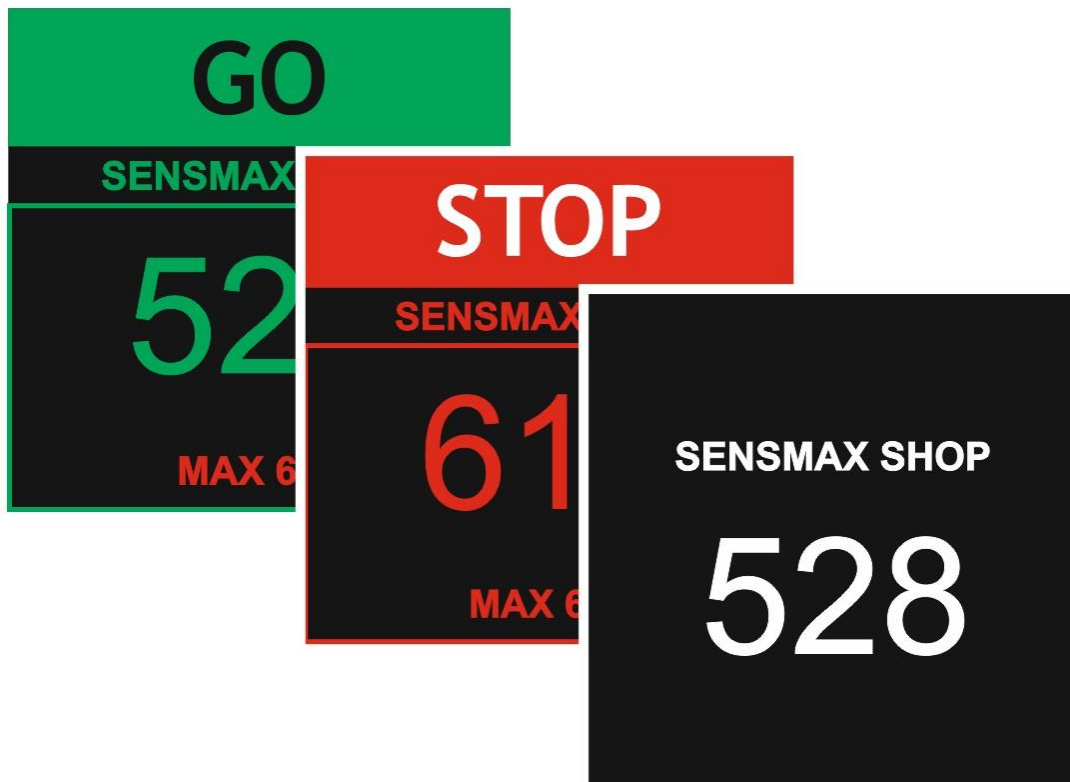 GO
SENSMAX
52
MAX 6
STOP
SENSMAX
61
MAX 6
SENSMAX SHOP
528